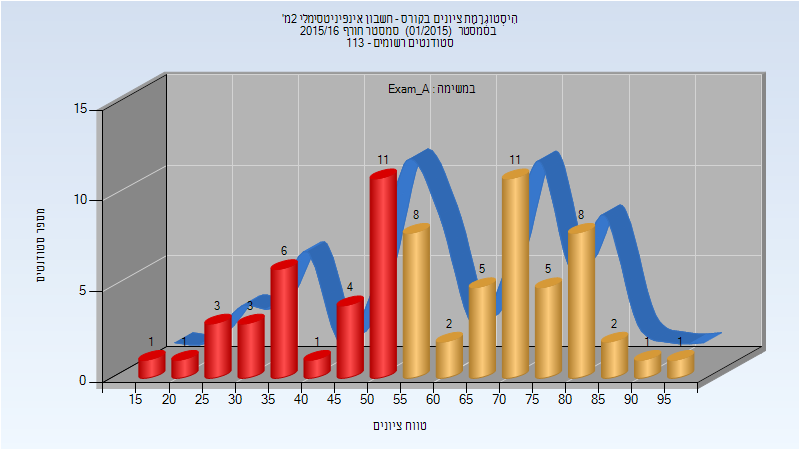 היסטוגרמת ציונים בקורס - חשבון אינפיניטסימלי 2מ'
בסמסטר (01/2015) סמסטר חורף 2015/16
סטודנטים רשומים - 113
במשימה : Exam_A
מספר סטודנטים
15
10
5
0
1 1 3 3 6 1 4 11 8 2 5 11 5 8 2 1 1
15 20 25 30 35 40 45 50 55 60 65 70 75 80 85 90 95
טווח ציונים